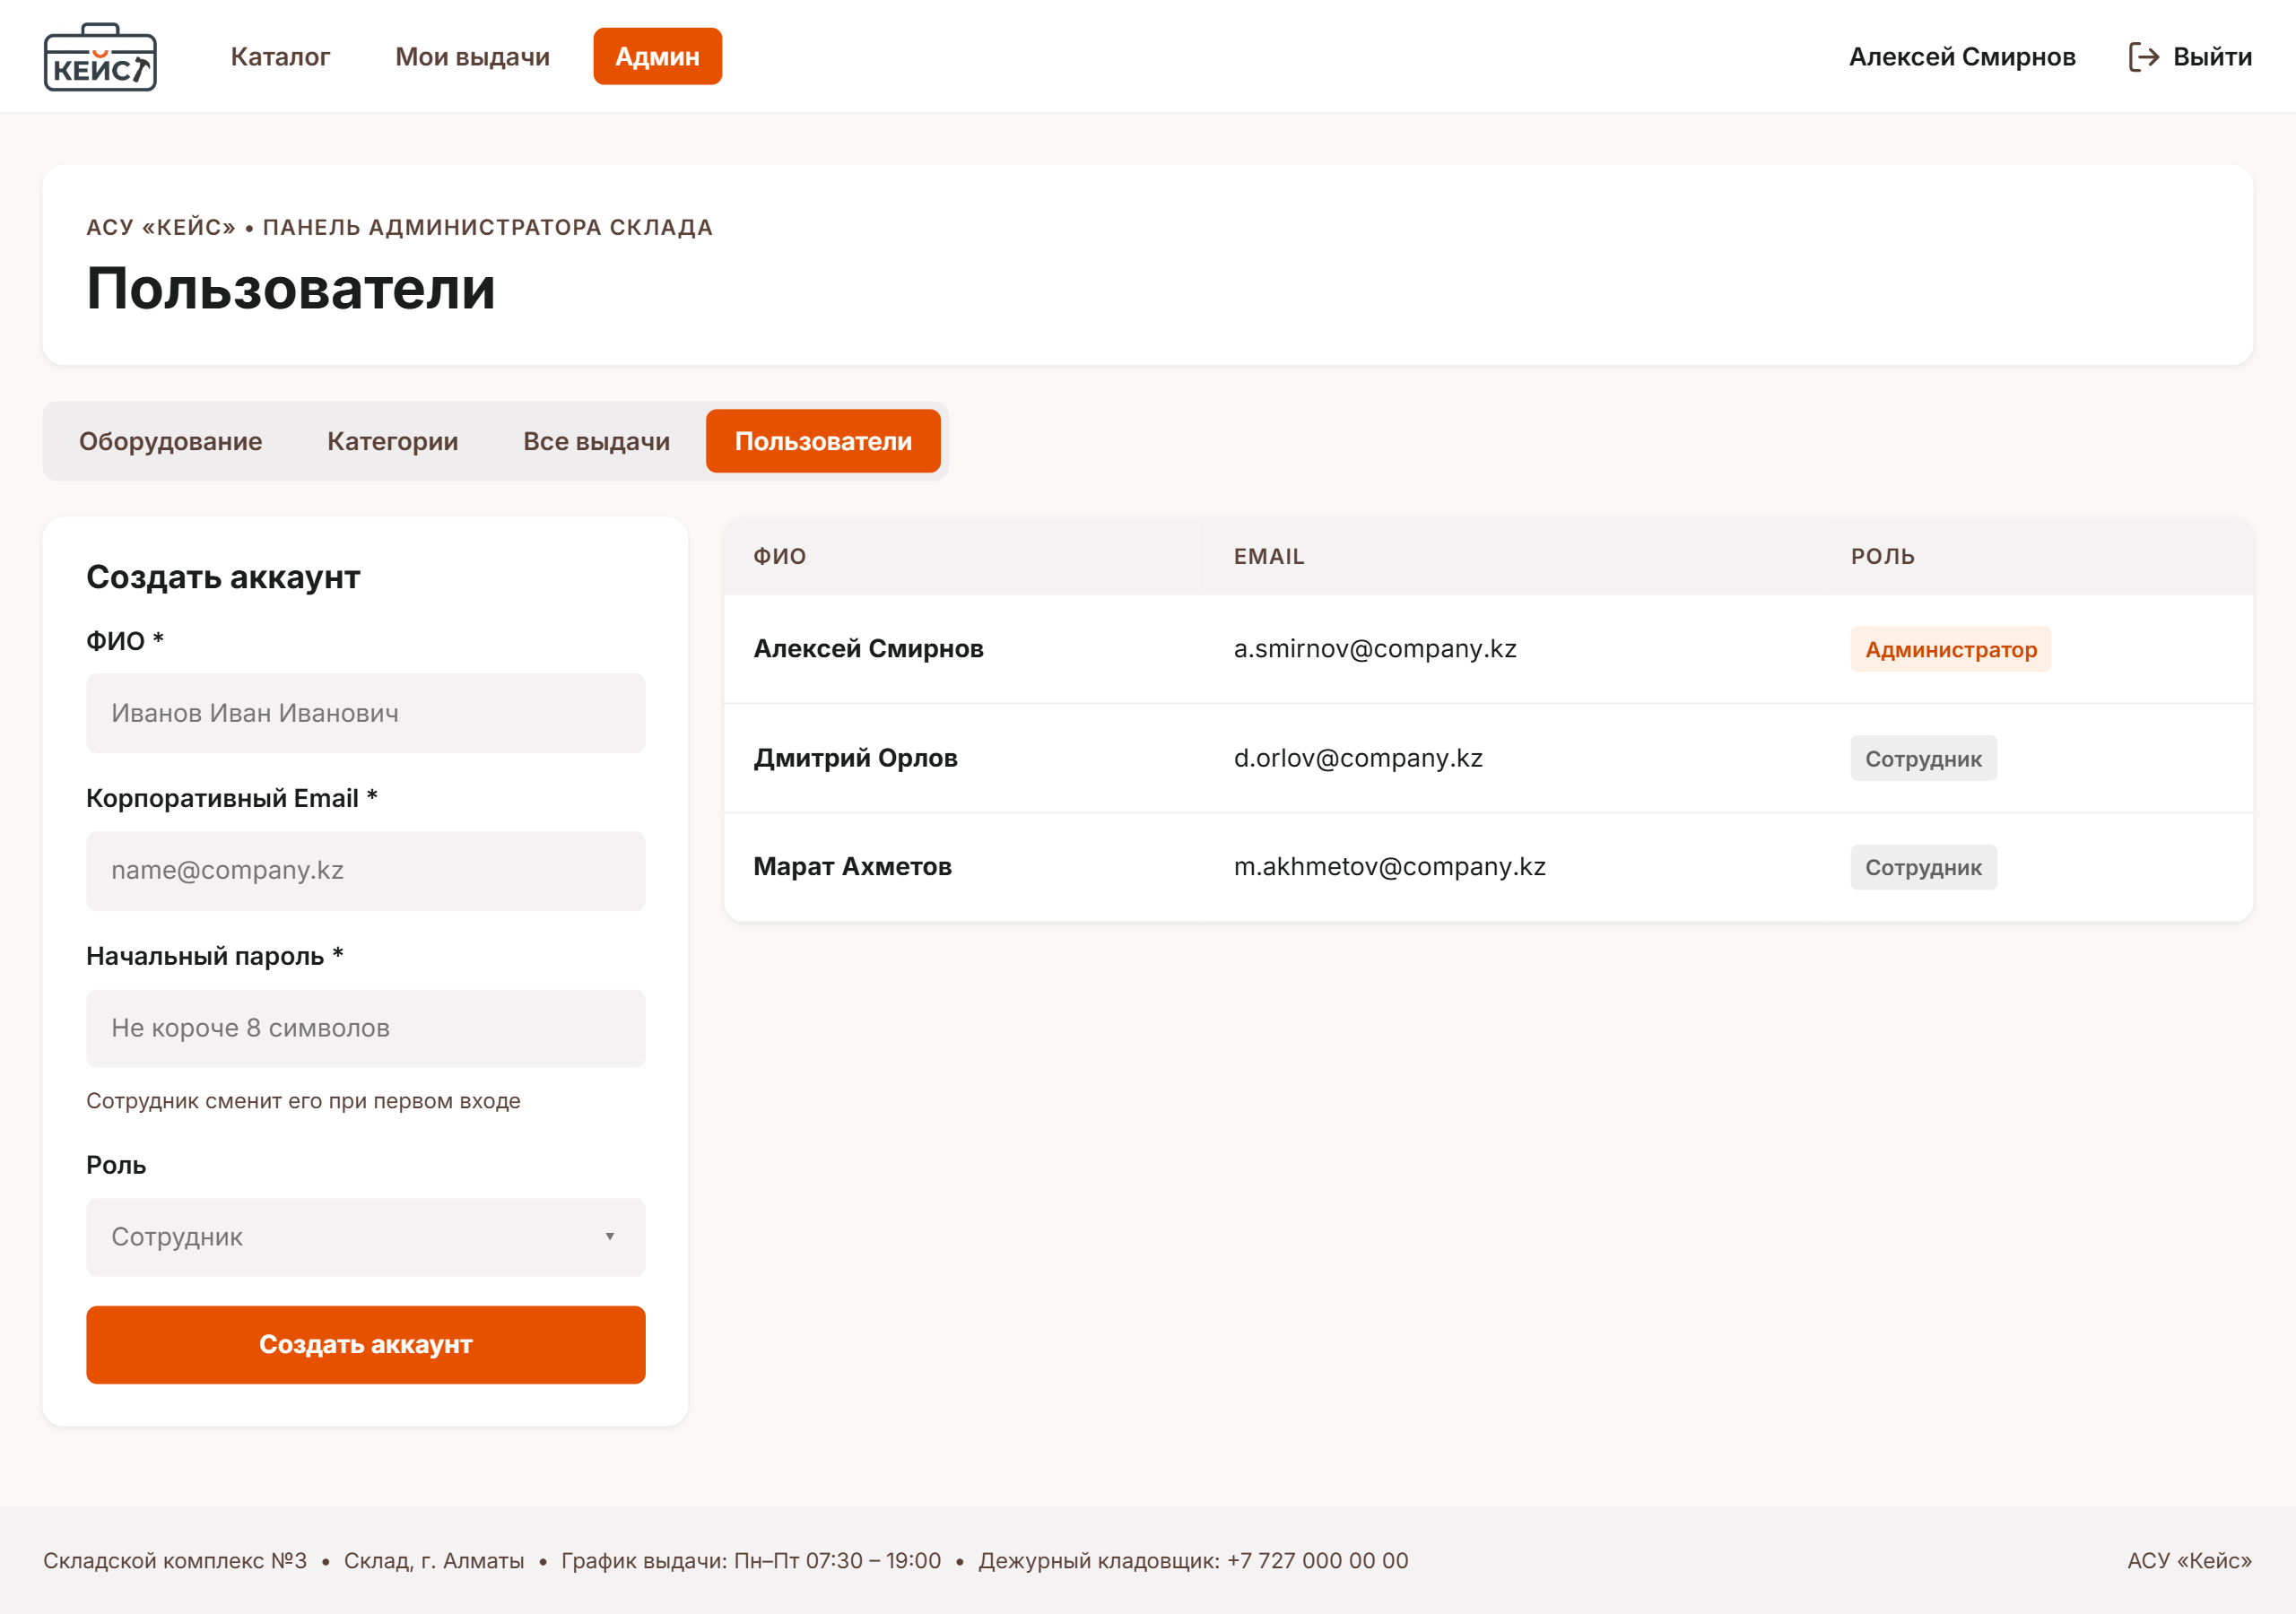 КЕЙС
Каталог
Мои выдачи
Админ
Алексей Смирнов
Выйти
АСУ «КЕЙС» • ПАНЕЛЬ АДМИНИСТРАТОРА СКЛАДА
Пользователи
Оборудование
Категории
Все выдачи
Пользователи
Создать аккаунт
ФИО *
Иванов Иван Иванович
Корпоративный Email *
name@company.kz
Начальный пароль *
Не короче 8 символов
Сотрудник сменит его при первом входе
Роль
Сотрудник
Создать аккаунт
ФИО EMAIL РОЛЬ
Алексей Смирнов a.smirnov@company.kz Администратор
Дмитрий Орлов d.orlov@company.kz Сотрудник
Марат Ахметов m.akhmetov@company.kz Сотрудник
Складской комплекс №3 • Склад, г. Алматы • График выдачи: Пн–Пт 07:30 – 19:00 • Дежурный кладовщик: +7 727 000 00 00
АСУ «Кейс»